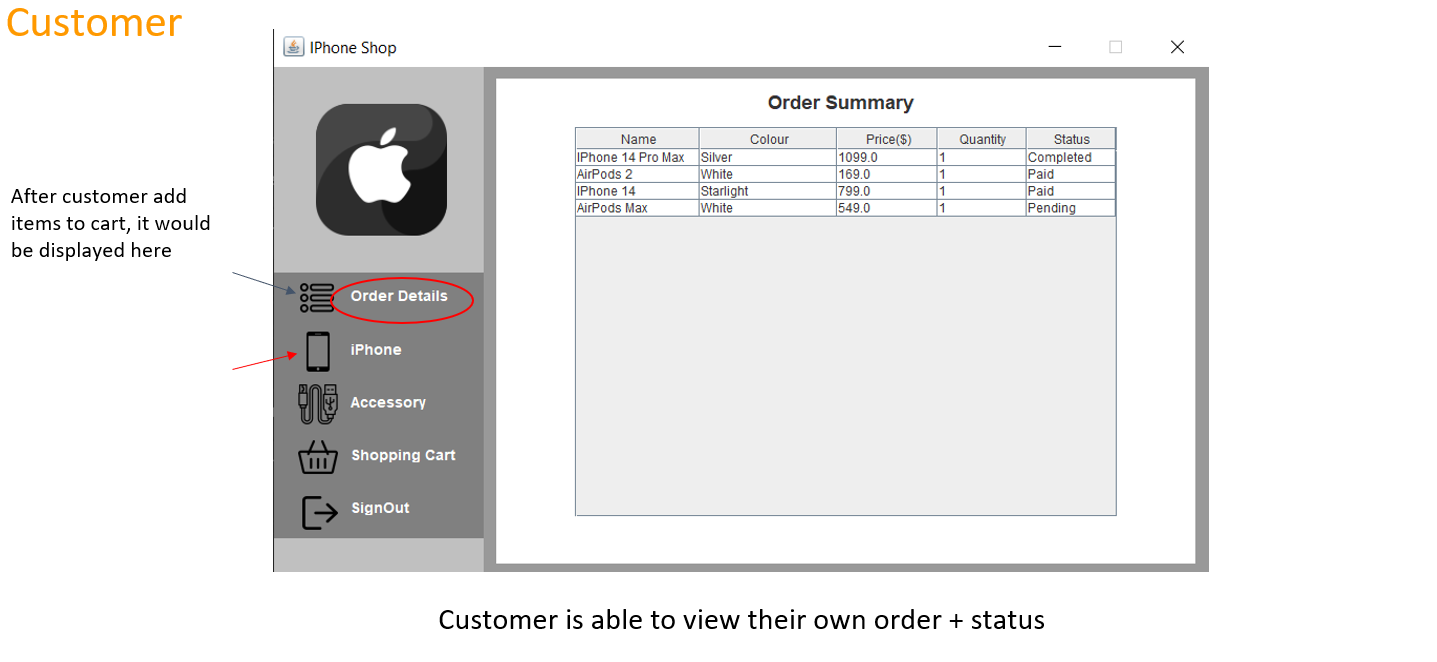 Customer
IPhone Shop
Order Summary
Name Colour Price($) Quantity Status
IPhone 14 Pro Max Silver 1099.0 1 Completed
AirPods 2 White 169.0 1 Paid
IPhone 14 Starlight 799.0 1 Paid
AirPods Max White 549.0 1 Pending
After customer add
items to cart, it would
be displayed here
Order Details
iPhone
Accessory
Shopping Cart
SignOut
Customer is able to view their own order + status